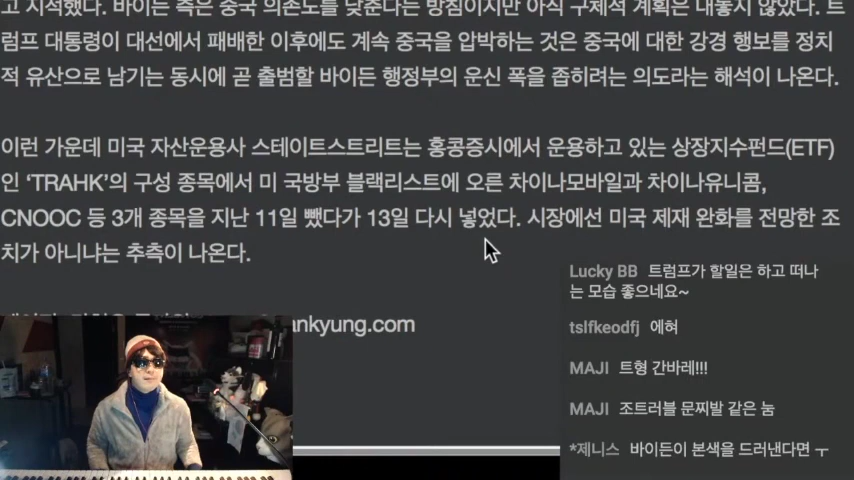 고 지적했다. 바이든 측은 중국 의존도를 낮춘다는 방침이지만 아직 구체적 계획은 내놓지 않았다. 트
럼프 대통령이 대선에서 패배한 이후에도 계속 중국을 압박하는 것은 중국에 대한 강경 행보를 정치
적 유산으로 남기는 동시에 곧 출범할 바이든 행정부의 운신 폭을 좁히려는 의도라는 해석이 나온다.
이런 가운데 미국 자산운용사 스테이트스트리트는 홍콩증시에서 운용하고 있는 상장지수펀드(ETF)
인 ‘TRAHK’의 구성 종목에서 미 국방부 블랙리스트에 오른 차이나모바일과 차이나유니콤,
CNOOC 등 3개 종목을 지난 11일 뺐다가 13일 다시 넣었다. 시장에선 미국 제재 완화를 전망한 조
치가 아니냐는 추측이 나온다.
ankyung.com
Lucky BB 트럼프가 할일은 하고 떠나
는 모습 좋으네요~
tslfkeodfj 에혀
MAJI 트형 간바레!!!
MAJI 조트러블 문찌발 같은 눔
*제니스 바이든이 본색을 드러낸다면 ㅜ